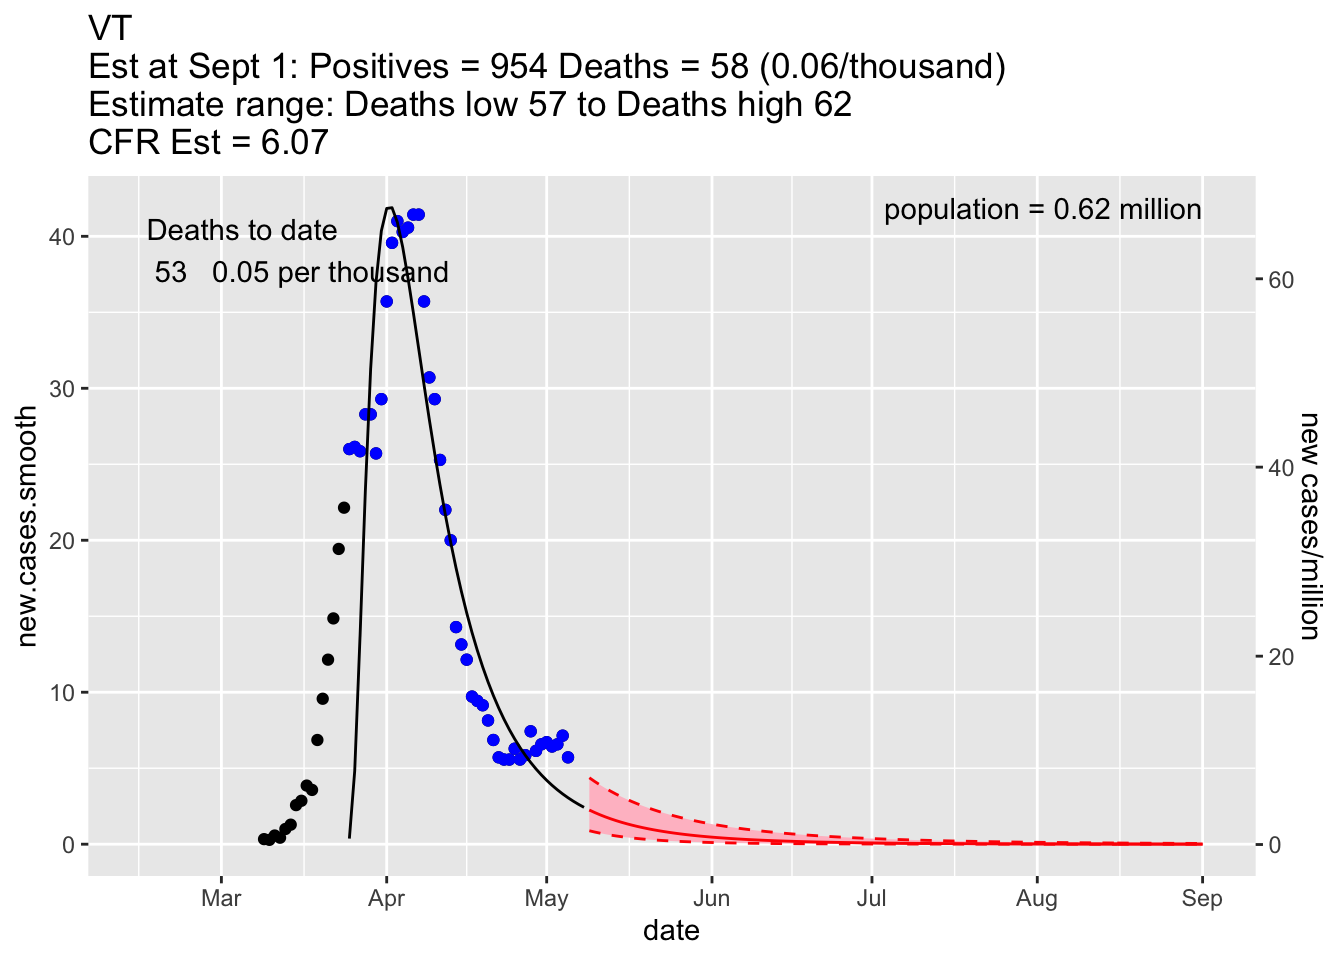 VT
Est at Sept 1: Positives = 954 Deaths = 58 (0.06/thousand)
Estimate range: Deaths low 57 to Deaths high 62
CFR Est = 6.07
Deaths to date
53 0.05 per thousand
population = 0.62 million
new.cases.smooth
40
30
20
10
0
60
40
20
0
new cases/million
Mar Apr May Jun Jul Aug Sep
date